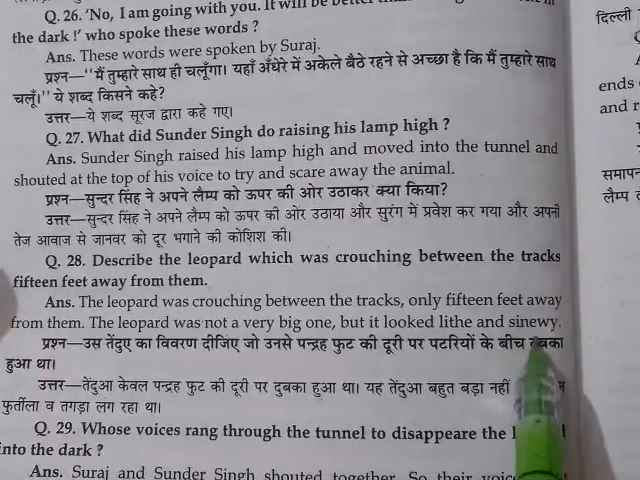 Q. 26. 'No, I am going with you. It will be better
the dark !' who spoke these words ?
Ans. These words were spoken by Suraj.
प्रश्न—"मैं तुम्हारे साथ ही चलूँगा। यहाँ अँधेरे में अकेले बैठे रहने से अच्छा है कि मैं तुम्हारे साथ
चलूँ।" ये शब्द किसने कहे?
उत्तर—ये शब्द सूरज द्वारा कहे गए।
Q. 27. What did Sunder Singh do raising his lamp high ?
Ans. Sunder Singh raised his lamp high and moved into the tunnel and
shouted at the top of his voice to try and scare away the animal.
प्रश्न—सुन्दर सिंह ने अपने लैम्प को ऊपर की ओर उठाकर क्या किया?
उत्तर—सुन्दर सिंह ने अपने लैम्प को ऊपर की ओर उठाया और सुरंग में प्रवेश कर गया और अपनी
तेज आवाज से जानवर को दूर भगाने की कोशिश की।
Q. 28. Describe the leopard which was crouching between the tracks
fifteen feet away from them.
Ans. The leopard was crouching between the tracks, only fifteen feet away
from them. The leopard was not a very big one, but it looked lithe and sinewy.
प्रश्न—उस तेंदुए का विवरण दीजिए जो उनसे पन्द्रह फुट की दूरी पर पटरियों के बीच दुबका
हुआ था।
उत्तर—तेंदुआ केवल पन्द्रह फुट की दूरी पर दुबका हुआ था। यह तेंदुआ बहुत बड़ा नहीं
फुर्तीला व तगड़ा लग रहा था।
Q. 29. Whose voices rang through the tunnel to disappeare the
into the dark ?
Ans. Suraj and Sunder Singh shouted together. So their
दिल्ली
ends
and r
समापन
लैम्प